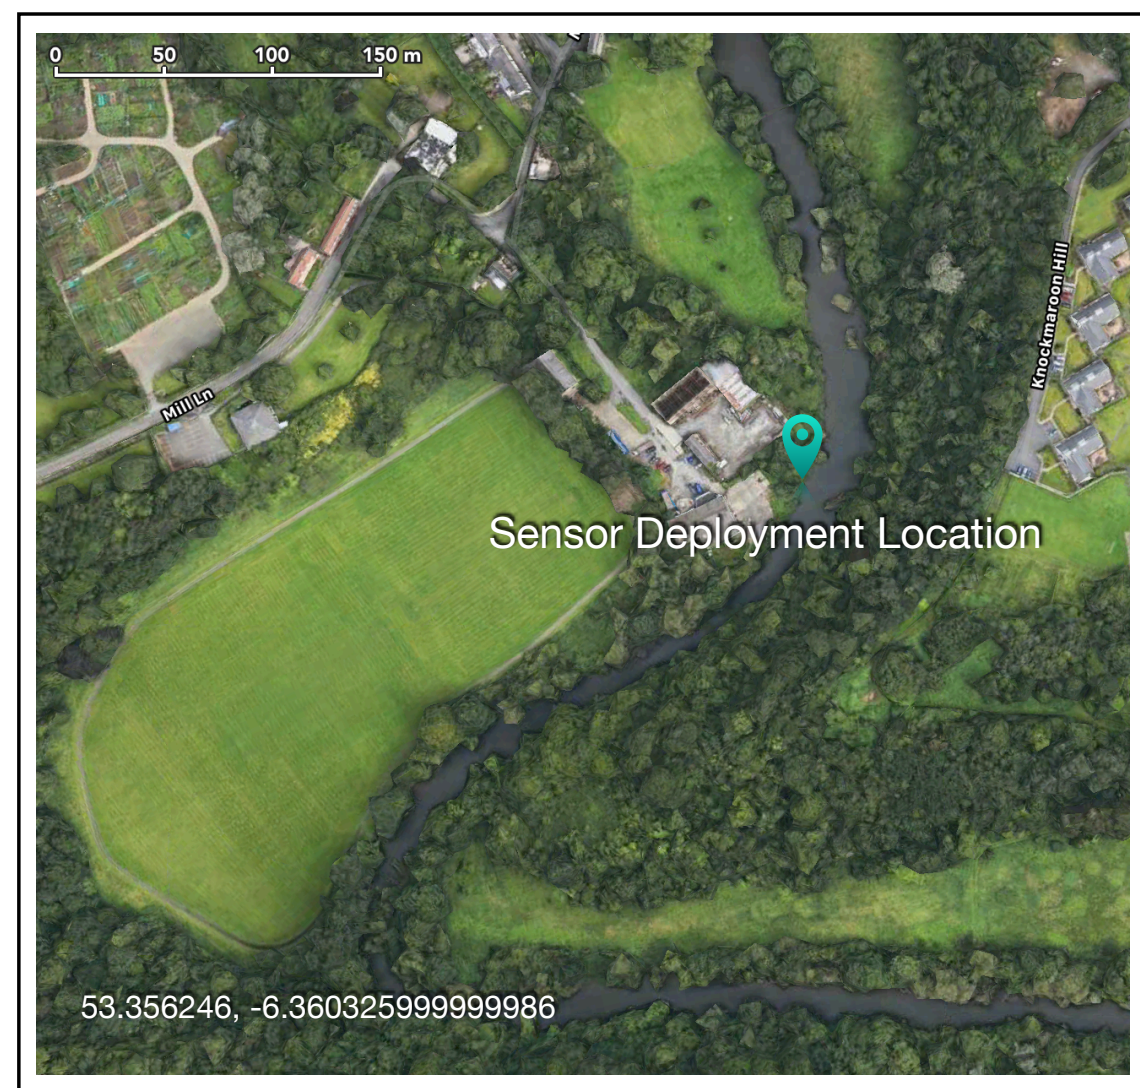 0 50 100 150 m
Knockmaroon Hill
Mill Ln
Sensor Deployment Location
53.356246, -6.360325999999986